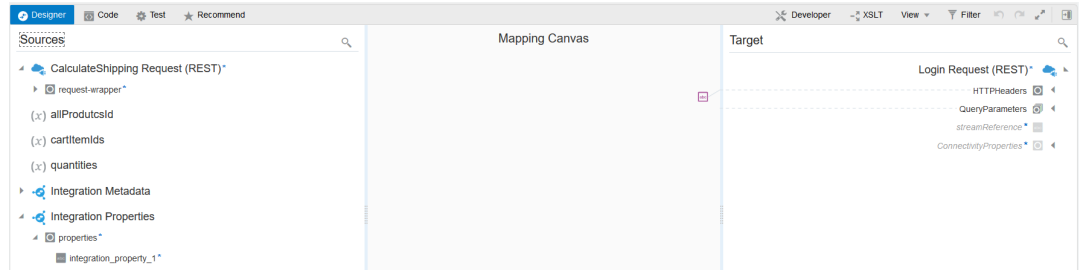 Designer Code Test Recommend Developer XSLT View Filter
Sources Mapping Canvas Target
CalculateShipping Request (REST)* Login Request (REST)*
request-wrapper* HTTPHeaders
QueryParameters
(x) allProdutcsId
streamReference*
(x) cartItemIds
ConnectivityProperties*
(x) quantities
Integration Metadata
Integration Properties
properties*
integration_property_1*